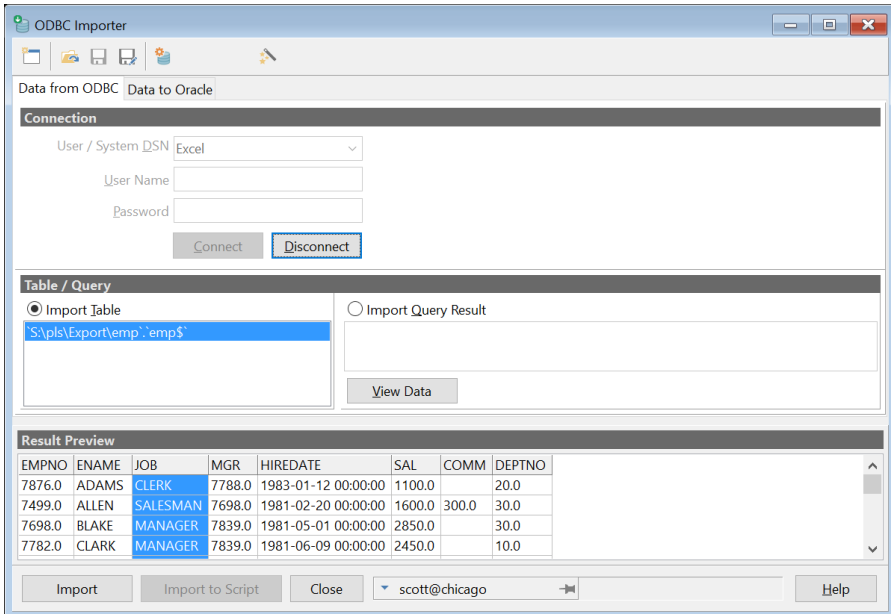 ODBC Importer
Data from ODBC Data to Oracle
Connection
User / System DSN Excel
User Name
Password
Connect Disconnect
Table / Query
Import Table Import Query Result
`S:\pls\Export\emp`.`emp$`
View Data
Result Preview
EMPNO ENAME JOB MGR HIREDATE SAL COMM DEPTNO
7876.0 ADAMS CLERK 7788.0 1983-01-12 00:00:00 1100.0 20.0
7499.0 ALLEN SALESMAN 7698.0 1981-02-20 00:00:00 1600.0 300.0 30.0
7698.0 BLAKE MANAGER 7839.0 1981-05-01 00:00:00 2850.0 30.0
7782.0 CLARK MANAGER 7839.0 1981-06-09 00:00:00 2450.0 10.0
Import Import to Script Close scott@chicago Help